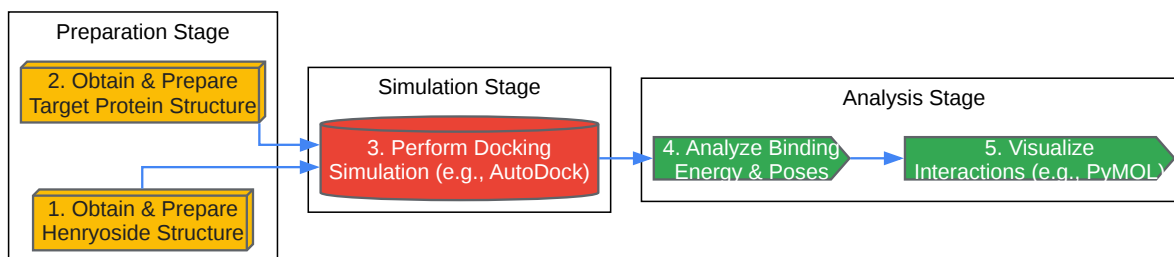 Preparation Stage
2. Obtain & Prepare
Target Protein Structure
1. Obtain & Prepare
Henryoside Structure
Simulation Stage
3. Perform Docking
Simulation (e.g., AutoDock)
Analysis Stage
4. Analyze Binding
Energy & Poses
5. Visualize
Interactions (e.g., PyMOL)